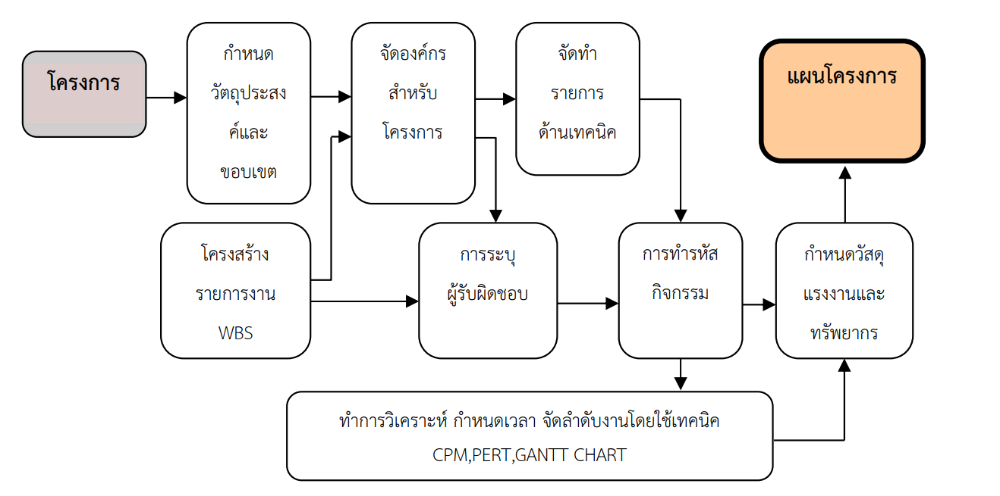 โครงการ
กำหนด
วัตถุประสง
ค์และ
ขอบเขต
จัดองค์กร
สำหรับ
โครงการ
จัดทำ
รายการ
ด้านเทคนิค
แผนโครงการ
โครงสร้าง
รายการงาน
WBS
การระบุ
ผู้รับผิดชอบ
การทำรหัส
กิจกรรม
กำหนดวัสดุ
แรงงานและ
ทรัพยากร
ทำการวิเคราะห์ กำหนดเวลา จัดลำดับงานโดยใช้เทคนิค
CPM,PERT,GANTT CHART